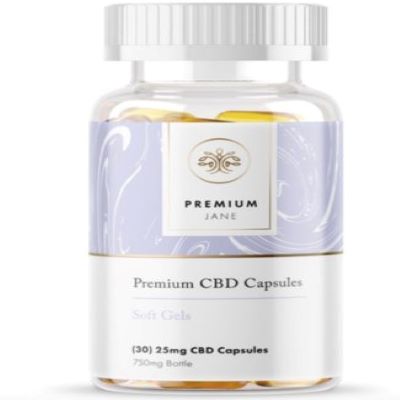 PREMIUM
JANE
Premium CBD Capsules
Soft Gels
(30) 25mg CBD Capsules
750mg Bottle